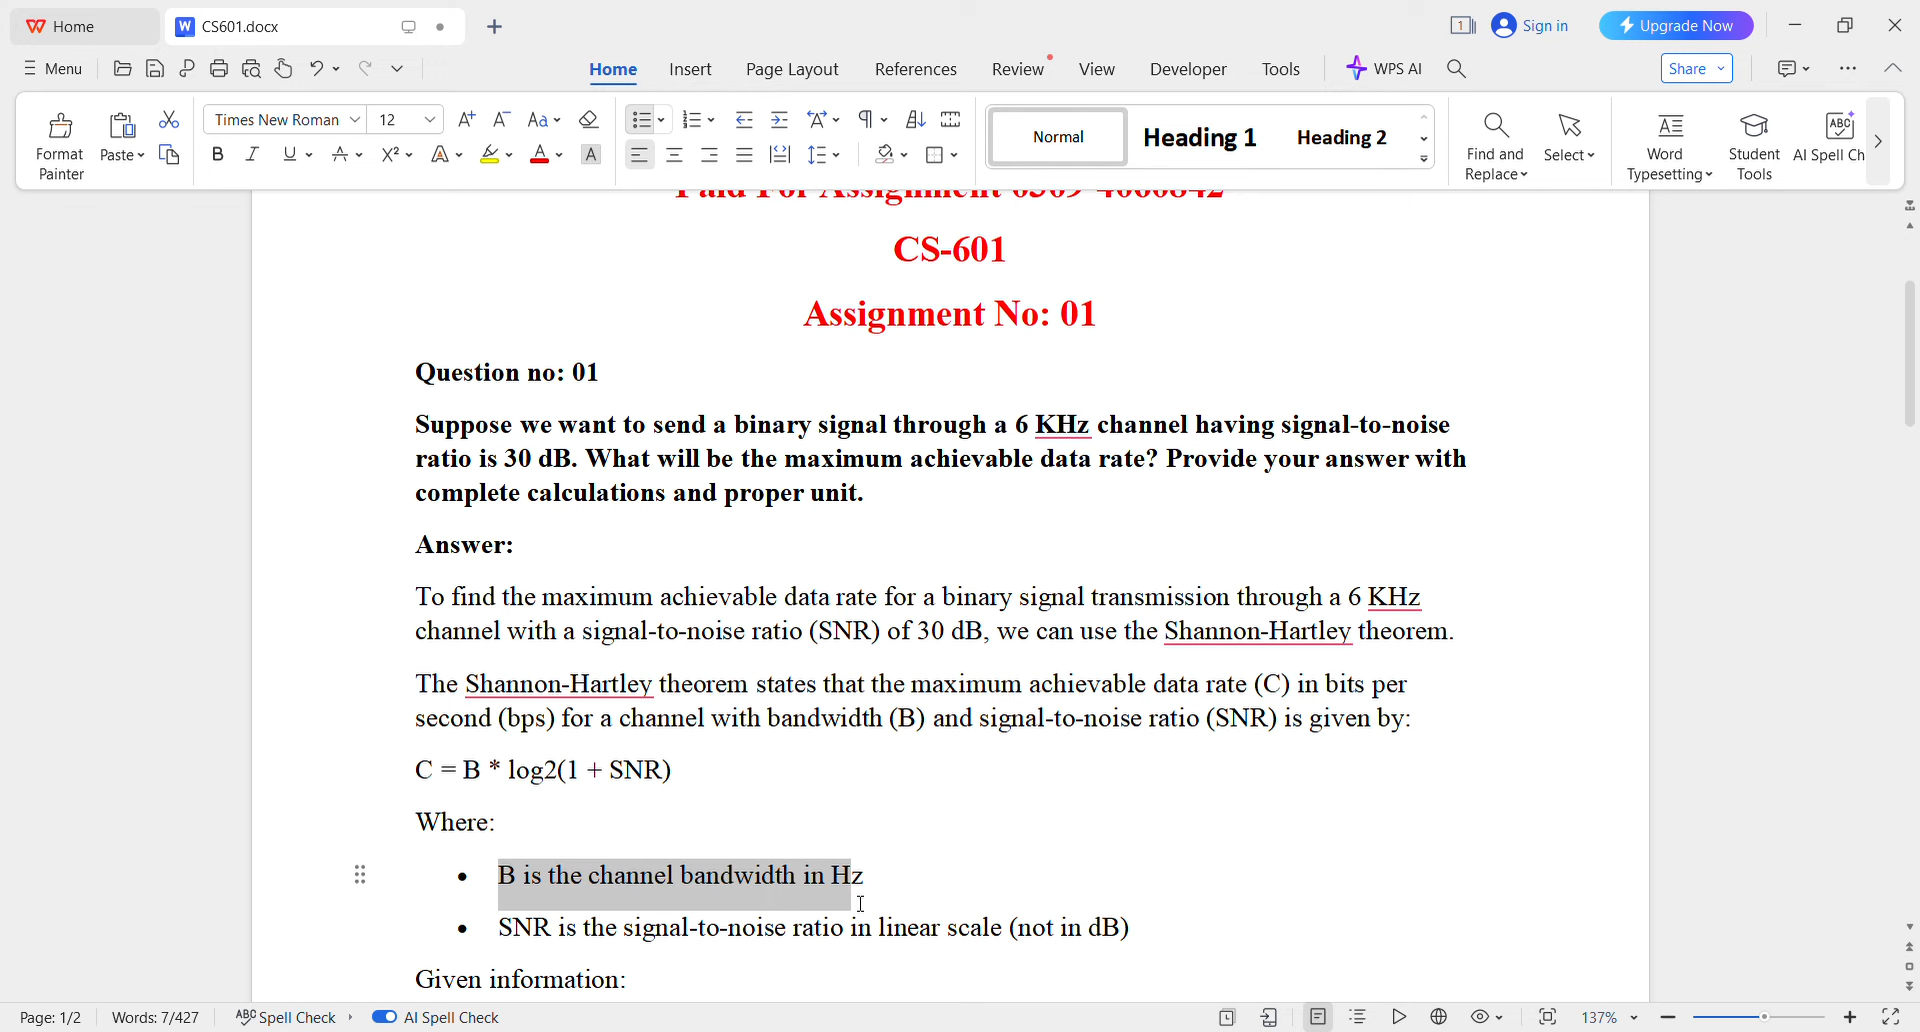 Home
CS601.docx
Sign in
Upgrade Now
Menu
Home
Insert
Page Layout
References
Review
View
Developer
Tools
WPS AI
Share
Format
Painter
Paste
Times New Roman
12
Normal
Heading 1
Heading 2
Find and
Replace
Select
Word
Typesetting
Student
Tools
AI Spell Ch
Paid For Assignment
CS-601
Assignment No: 01
Question no: 01
Suppose we want to send a binary signal through a 6 KHz channel having signal-to-noise
ratio is 30 dB. What will be the maximum achievable data rate? Provide your answer with
complete calculations and proper unit.
Answer:
To find the maximum achievable data rate for a binary signal transmission through a 6 KHz
channel with a signal-to-noise ratio (SNR) of 30 dB, we can use the Shannon-Hartley theorem.
The Shannon-Hartley theorem states that the maximum achievable data rate (C) in bits per
second (bps) for a channel with bandwidth (B) and signal-to-noise ratio (SNR) is given by:
C = B * log2(1 + SNR)
Where:
• B is the channel bandwidth in Hz
• SNR is the signal-to-noise ratio in linear scale (not in dB)
Given information:
Page: 1/2
Words: 7/427
Spell Check
AI Spell Check
137%